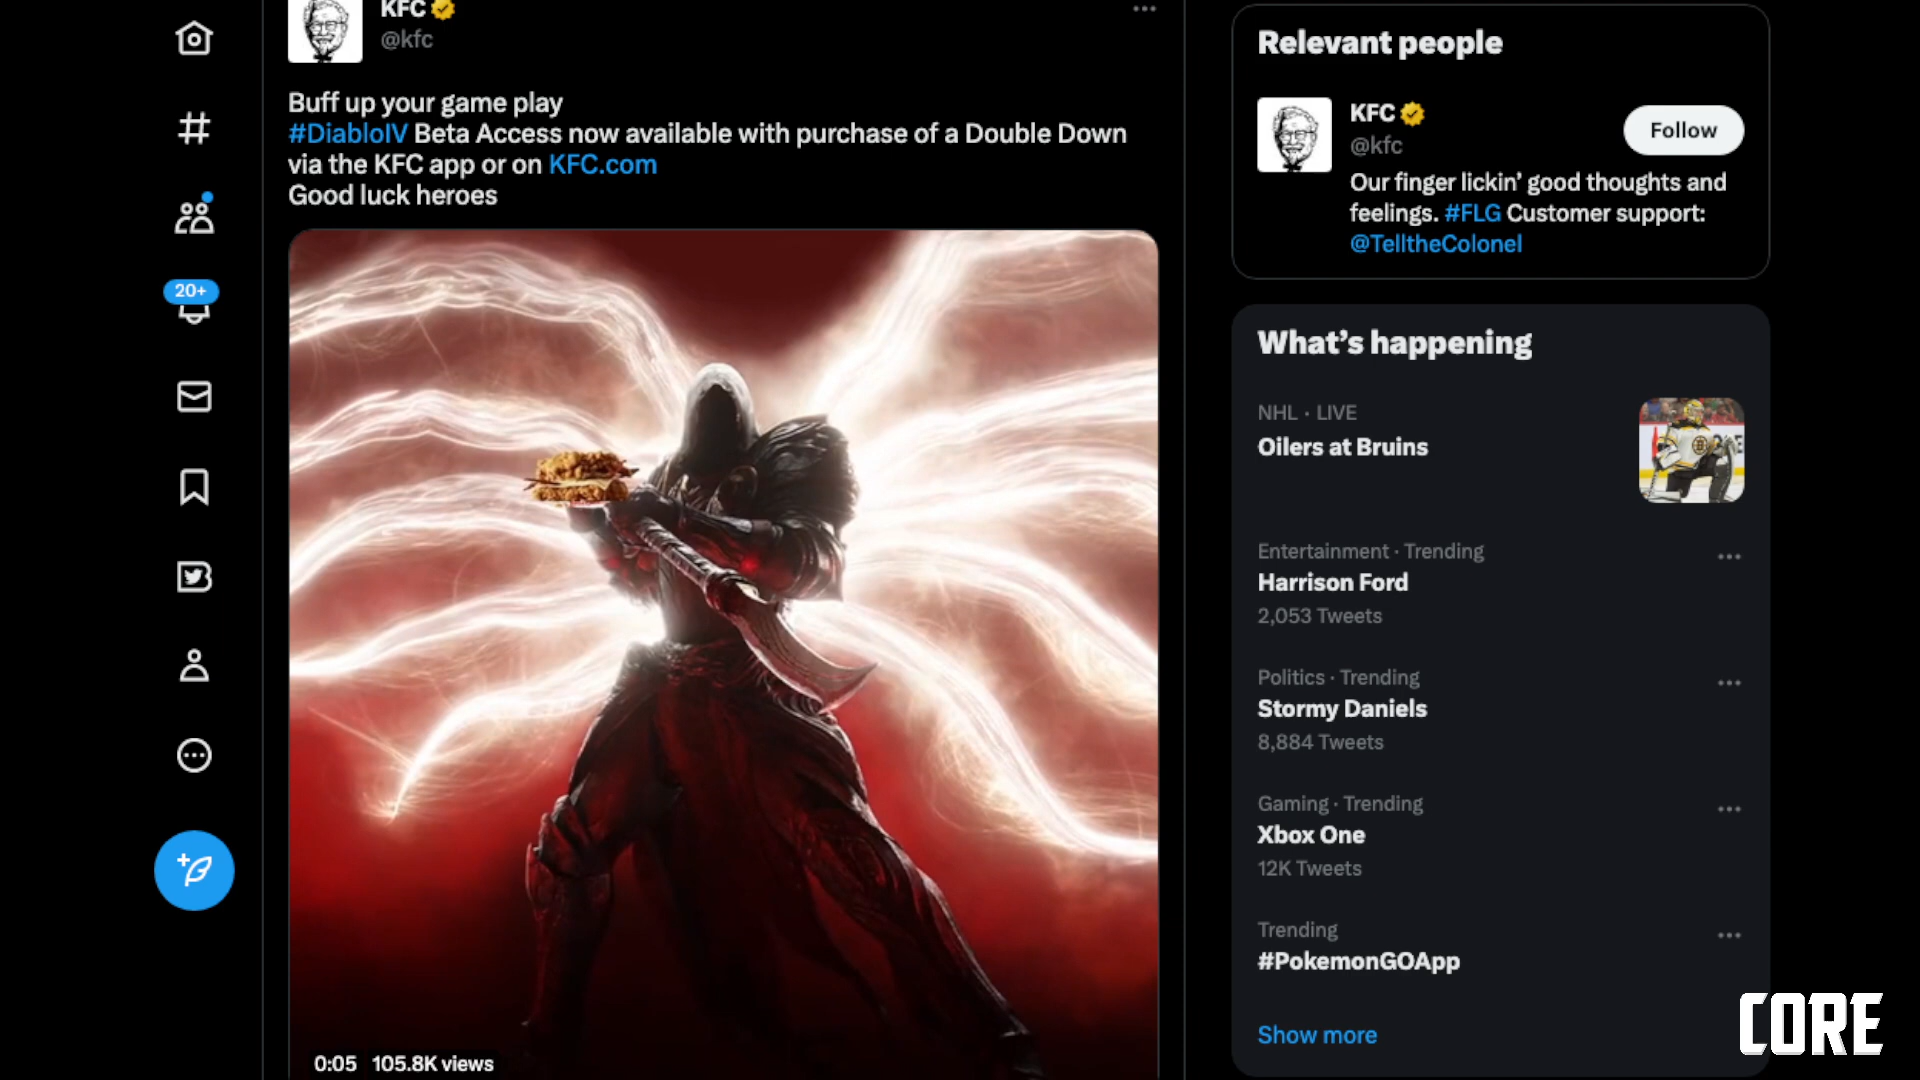 KFC
@kfc
Buff up your game play
#DiabloIV Beta Access now available with purchase of a Double Down
via the KFC app or on KFC.com
Good luck heroes
0:05 105.8K views
20+
Relevant people
KFC
@kfc
Follow
Our finger lickin’ good thoughts and
feelings. #FLG Customer support:
@TelltheColonel
What’s happening
NHL · LIVE
Oilers at Bruins
Entertainment · Trending
Harrison Ford
2,053 Tweets
Politics · Trending
Stormy Daniels
8,884 Tweets
Gaming · Trending
Xbox One
12K Tweets
Trending
#PokemonGOApp
Show more
CORE